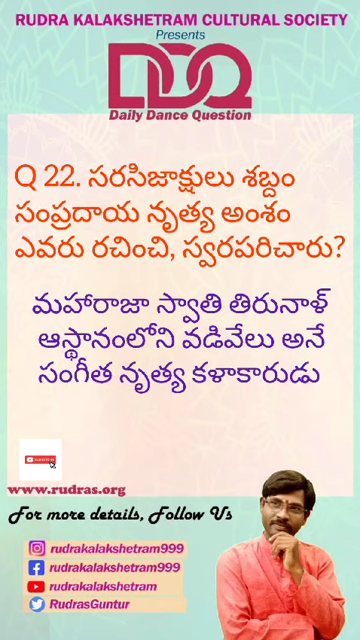 RUDRA KALAKSHETRAM CULTURAL SOCIETY
Presents
DDQ
Daily Dance Question
Q 22. సరసిజాక్షులు శబ్దం
సంప్రదాయ నృత్య అంశం
ఎవరు రచించి, స్వరపరిచారు?
మహారాజా స్వాతి తిరునాళ్
ఆస్థానంలోని వడివేలు అనే
సంగీత నృత్య కళాకారుడు
www.rudras.org
For more details, Follow Us
rudrakalakshetram999
rudrakalakshetram999
rudrakalakshetram
RudrasGuntur